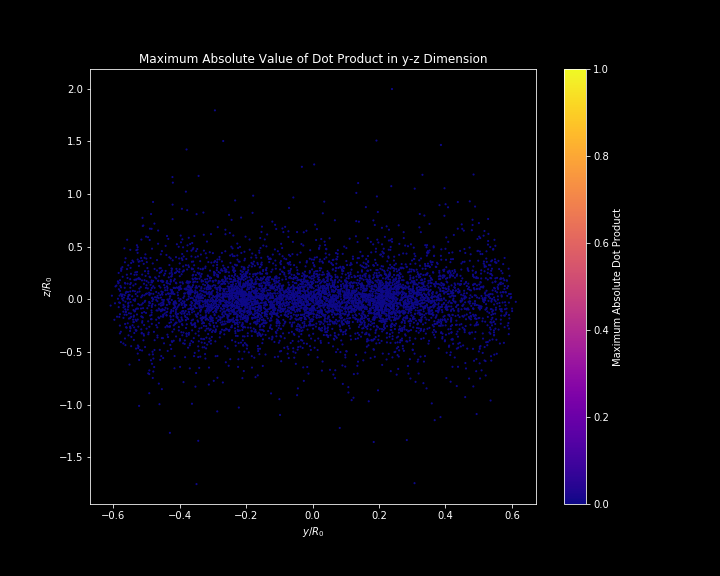 Maximum Absolute Value of Dot Product in y-z Dimension
2.0
1.5
1.0
0.5
0.0
−0.5
−1.0
−1.5
z/R₀
−0.6 −0.4 −0.2 0.0 0.2 0.4 0.6
y/R₀
1.0
0.8
0.6
0.4
0.2
0.0
Maximum Absolute Dot Product